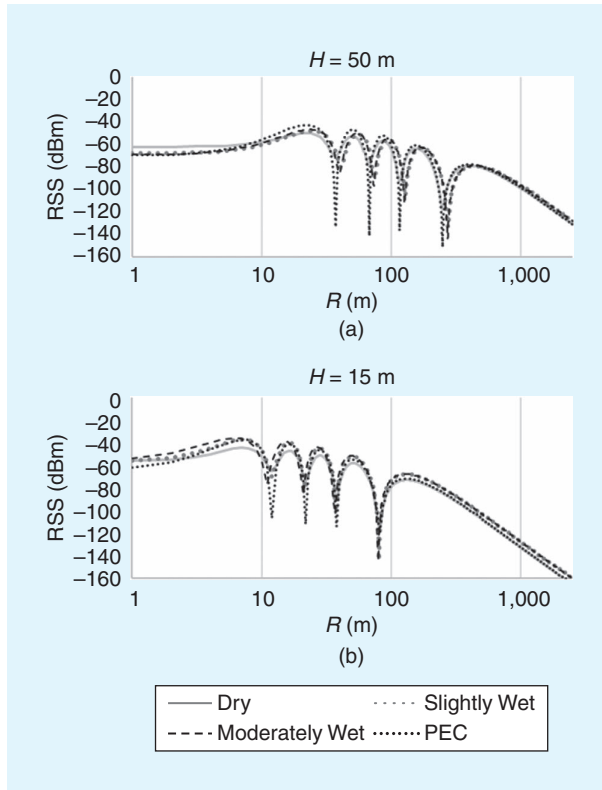 H = 50 m
0
−20
−40
−60
−80
−100
−120
−140
−160
RSS (dBm)
1 10 100 1,000
R (m)
(a)
H = 15 m
0
−20
−40
−60
−80
−100
−120
−140
−160
RSS (dBm)
1 10 100 1,000
R (m)
(b)
Dry Slightly Wet
Moderately Wet PEC